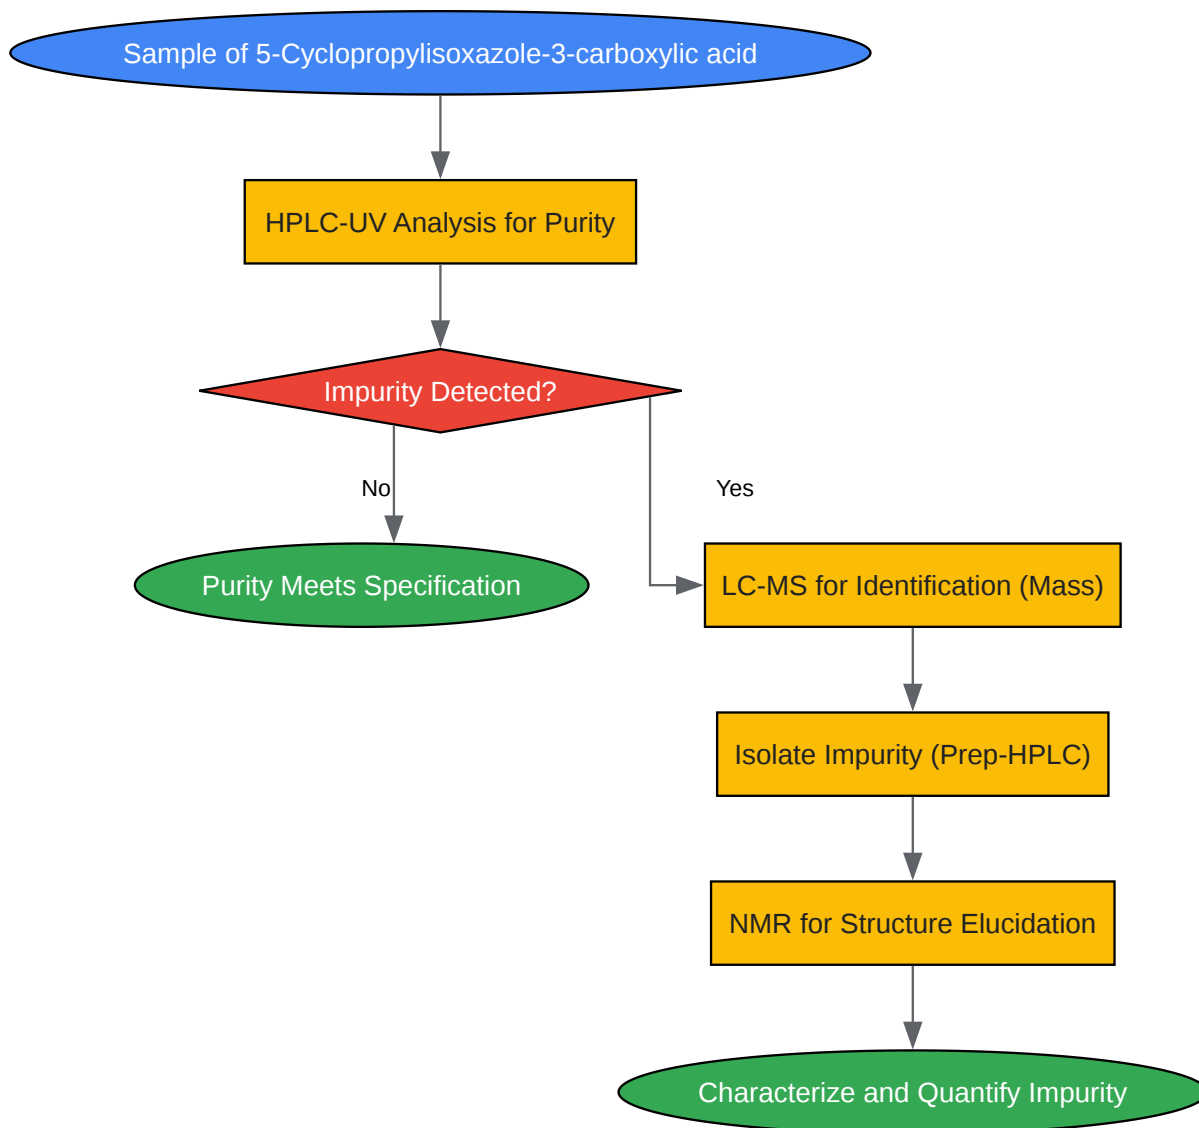 Sample of 5-Cyclopropylisoxazole-3-carboxylic acid
HPLC-UV Analysis for Purity
Impurity Detected?
No
Yes
Purity Meets Specification
LC-MS for Identification (Mass)
Isolate Impurity (Prep-HPLC)
NMR for Structure Elucidation
Characterize and Quantify Impurity